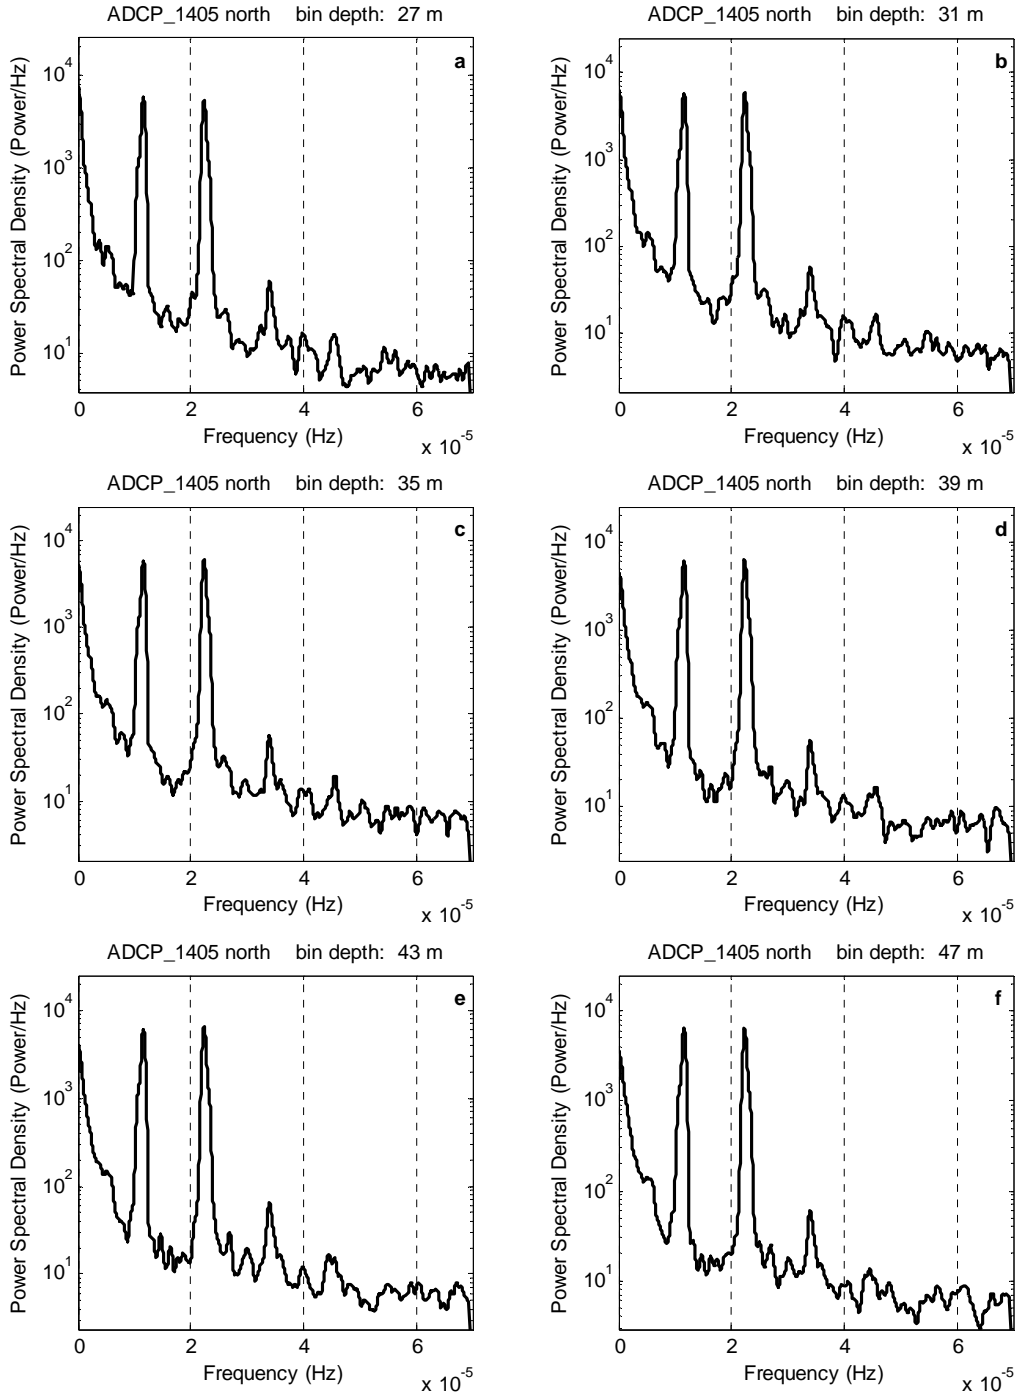 ADCP_1405 north bin depth: 27 m
a
10^4
10^3
10^2
10^1
Power Spectral Density (Power/Hz)
0 2 4 6
Frequency (Hz)
x 10^-5
ADCP_1405 north bin depth: 31 m
b
10^4
10^3
10^2
10^1
Power Spectral Density (Power/Hz)
0 2 4 6
Frequency (Hz)
x 10^-5
ADCP_1405 north bin depth: 35 m
c
10^4
10^3
10^2
10^1
Power Spectral Density (Power/Hz)
0 2 4 6
Frequency (Hz)
x 10^-5
ADCP_1405 north bin depth: 39 m
d
10^4
10^3
10^2
10^1
Power Spectral Density (Power/Hz)
0 2 4 6
Frequency (Hz)
x 10^-5
ADCP_1405 north bin depth: 43 m
e
10^4
10^3
10^2
10^1
Power Spectral Density (Power/Hz)
0 2 4 6
Frequency (Hz)
x 10^-5
ADCP_1405 north bin depth: 47 m
f
10^4
10^3
10^2
10^1
Power Spectral Density (Power/Hz)
0 2 4 6
Frequency (Hz)
x 10^-5